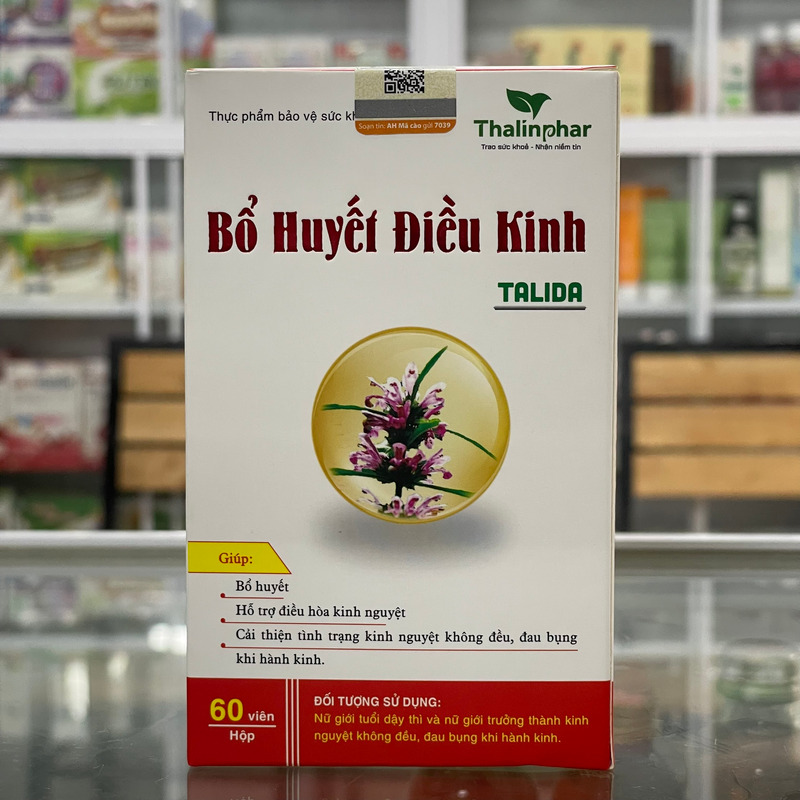 Thực phẩm bảo vệ sức
Soạn tin: AH Mã cào gửi 7039
Thalinphar
Trao sức khoẻ - Nhận niềm tin
Bổ Huyết Điều Kinh
TALIDA
Giúp:
Bổ huyết
Hỗ trợ điều hòa kinh nguyệt
Cải thiện tình trạng kinh nguyệt không đều, đau bụng
khi hành kinh.
60 viên
Hộp
ĐỐI TƯỢNG SỬ DỤNG:
Nữ giới tuổi dậy thì và nữ giới trưởng thành kinh
nguyệt không đều, đau bụng khi hành kinh.